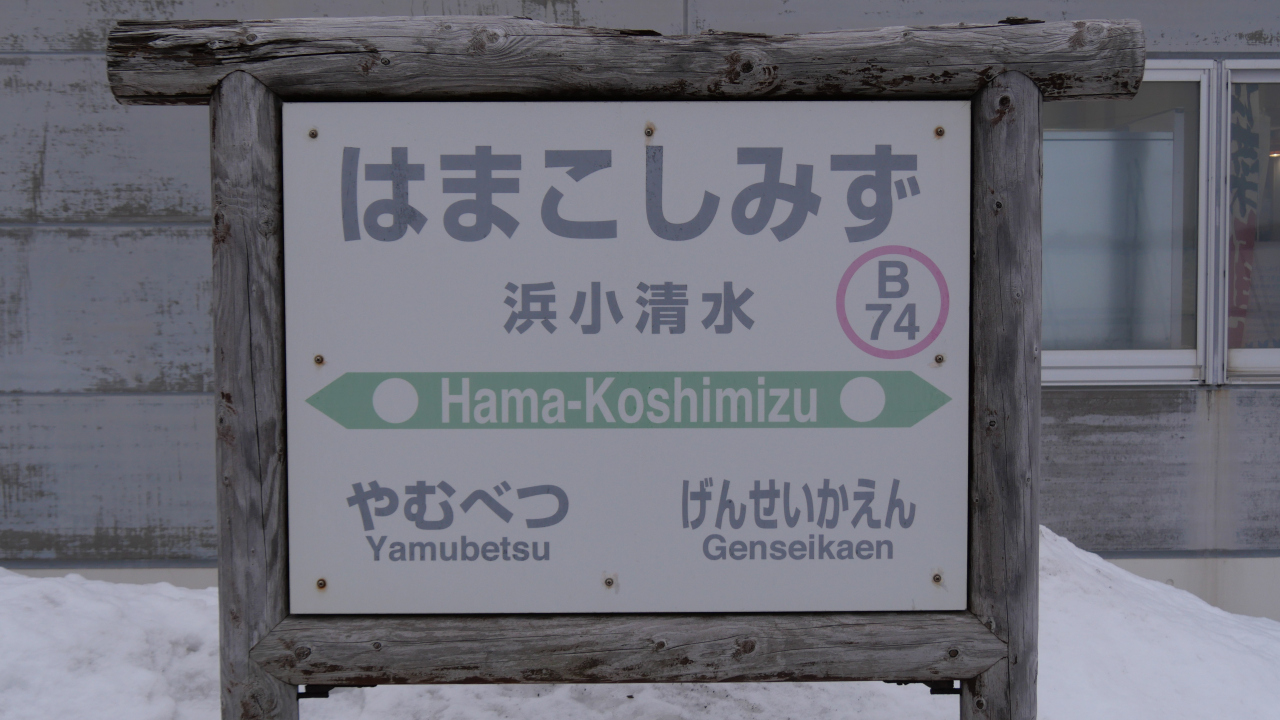 はまこしみず
浜小清水
B
74
Hama-Koshimizu
やむべつ
げんせいかえん
Yamubetsu
Genseikaen